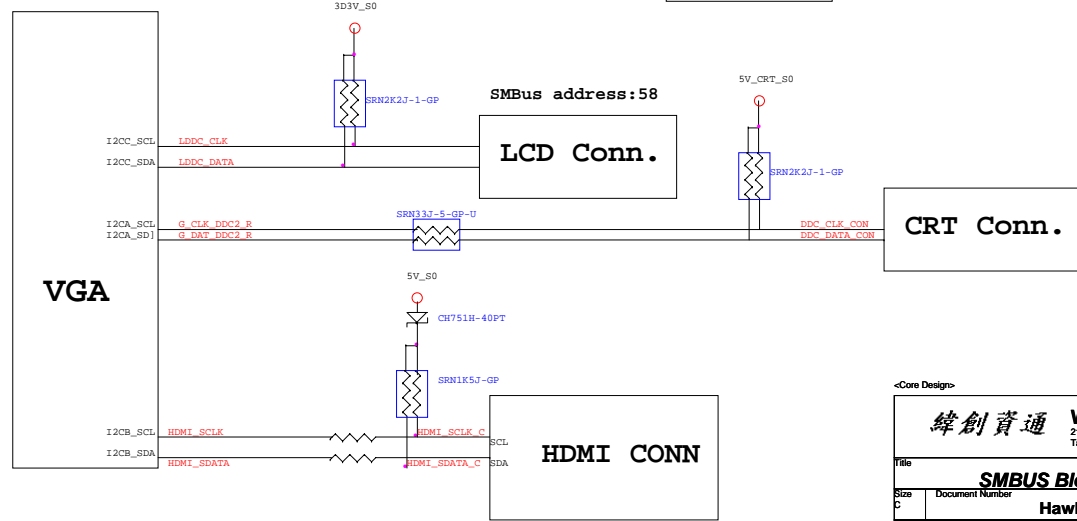 3D3V_S0
SRN2K2J-1-GP
SMBus address:58
5V_CRT_S0
I2CC_SCL LDDC_CLK
I2CC_SDA LDDC_DATA
LCD Conn.
SRN2K2J-1-GP
SRN33J-5-GP-U
I2CA_SCL G_CLK_DDC2_R DDC_CLK_CON
I2CA_SD] G_DAT_DDC2_R DDC_DATA_CON
CRT Conn.
VGA
5V_S0
CH751H-40PT
SRN1K5J-GP
I2CB_SCL HDMI_SCLK HDMI_SCLK_C SCL
I2CB_SDA HDMI_SDATA HDMI_SDATA_C SDA
HDMI CONN
<Core Design>
緯創資通
Title
SMBUS
Size
C
Document Number